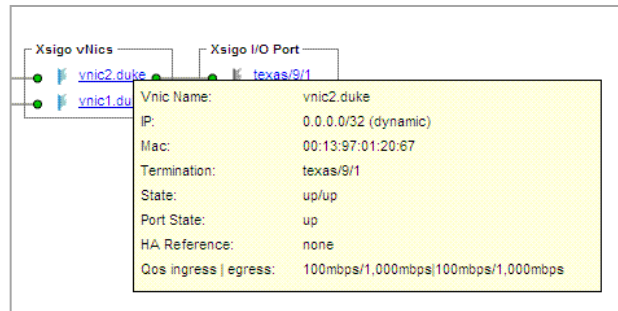 Xsigo vNics Xsigo I/O Port
vnic2.duke texas/9/1
vnic1.du
Vnic Name: vnic2.duke
IP: 0.0.0.0/32 (dynamic)
Mac: 00:13:97:01:20:67
Termination: texas/9/1
State: up/up
Port State: up
HA Reference: none
Qos ingress | egress: 100mbps/1,000mbps|100mbps/1,000mbps